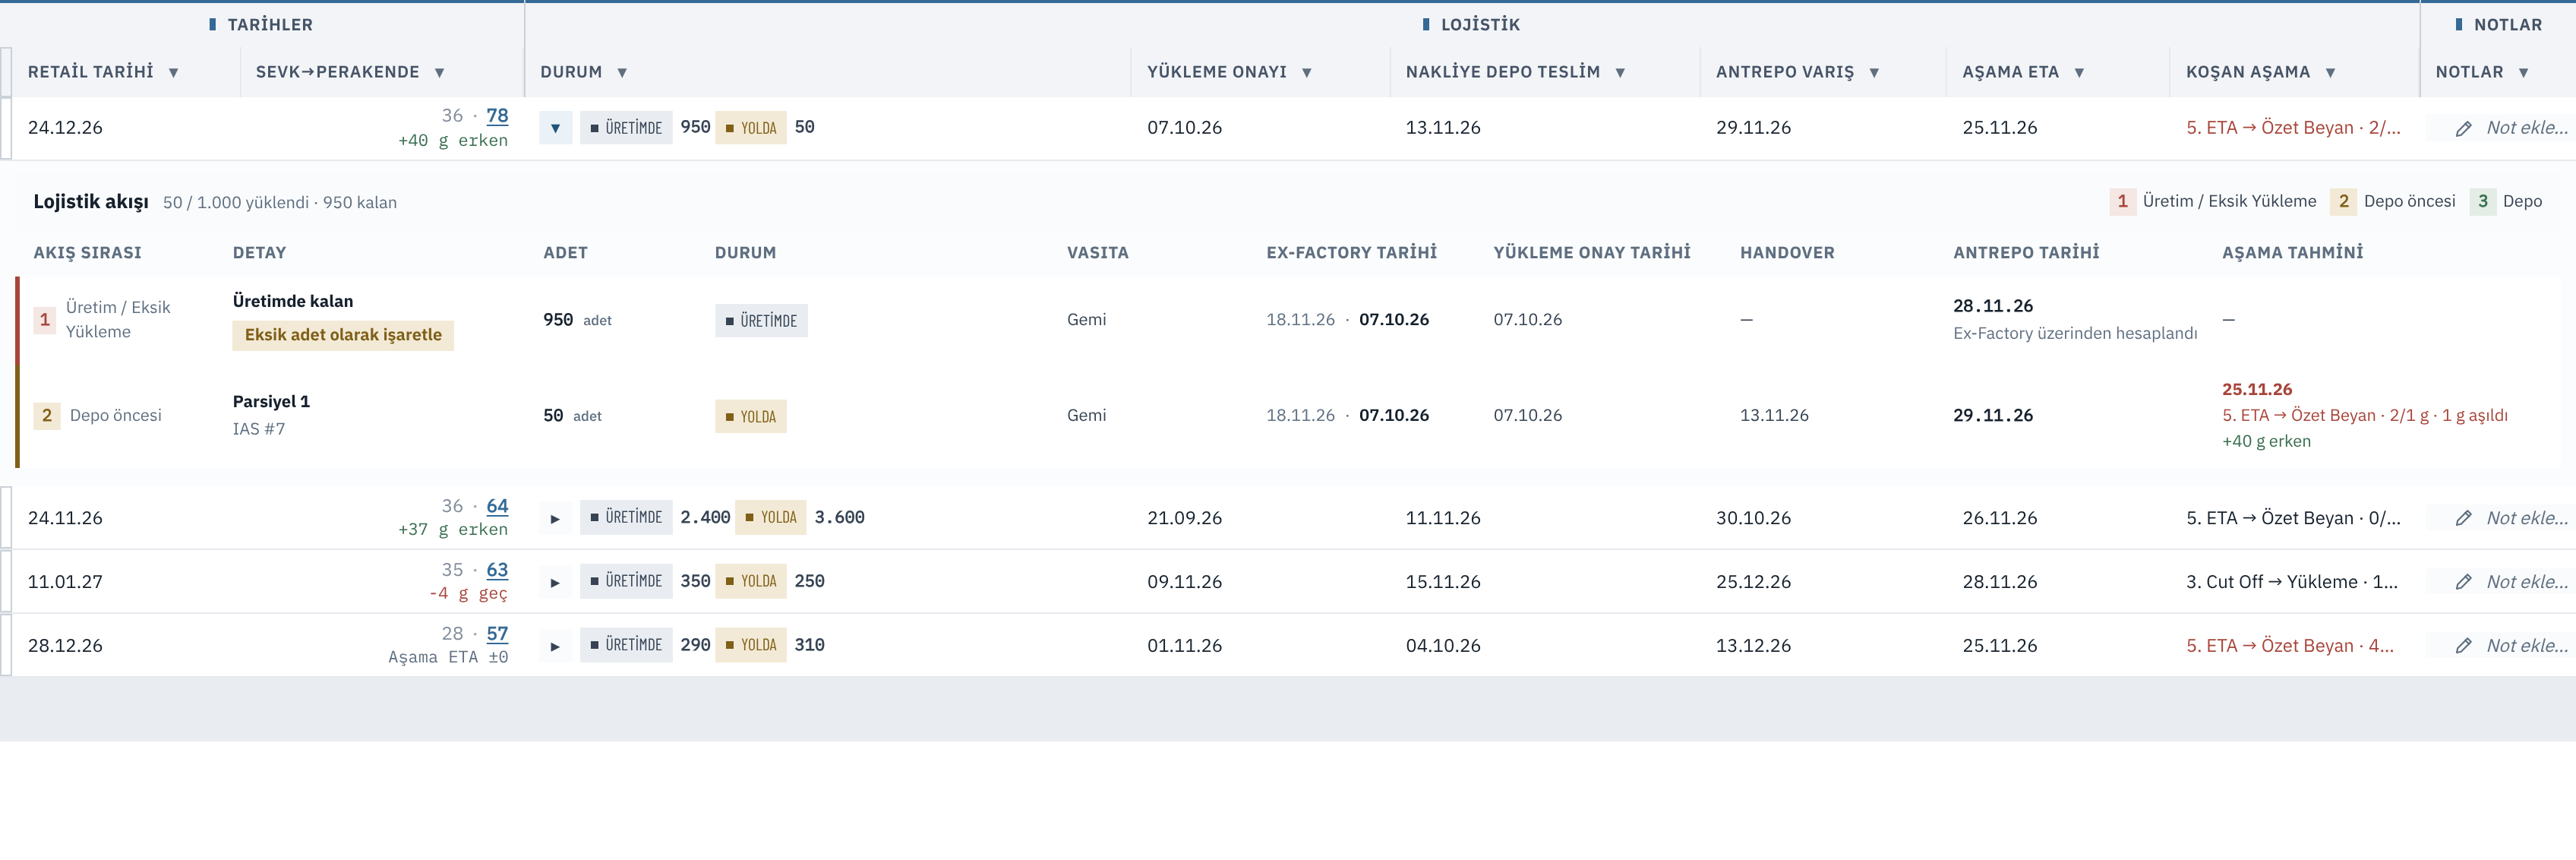 TARİHLER LOJİSTİK NOTLAR
RETAİL TARİHİ ▼ SEVK→PERAKENDE ▼ DURUM ▼ YÜKLEME ONAYI ▼ NAKLİYE DEPO TESLİM ▼ ANTREPO VARIŞ ▼ AŞAMA ETA ▼ KOŞAN AŞAMA ▼ NOTLAR ▼
24.12.26 36 · 78 ▼ ÜRETİMDE 950 YOLDA 50 07.10.26 13.11.26 29.11.26 25.11.26 5. ETA → Özet Beyan · 2/... Not ekle...
+40 g erken
Lojistik akışı 50 / 1.000 yüklendi · 950 kalan 1 Üretim / Eksik Yükleme 2 Depo öncesi 3 Depo
AKIŞ SIRASI DETAY ADET DURUM VASITA EX-FACTORY TARİHİ YÜKLEME ONAY TARİHİ HANDOVER ANTREPO TARİHİ AŞAMA TAHMİNİ
1 Üretim / Eksik Yükleme Üretimde kalan 950 adet ÜRETİMDE Gemi 18.11.26 · 07.10.26 07.10.26 — 28.11.26 —
Eksik adet olarak işaretle Ex-Factory üzerinden hesaplandı
2 Depo öncesi Parsiyel 1 50 adet YOLDA Gemi 18.11.26 · 07.10.26 07.10.26 13.11.26 29.11.26 25.11.26
IAS #7 5. ETA → Özet Beyan · 2/1 g · 1 g aşıldı
+40 g erken
24.11.26 36 · 64 ► ÜRETİMDE 2.400 YOLDA 3.600 21.09.26 11.11.26 30.10.26 26.11.26 5. ETA → Özet Beyan · 0/... Not ekle...
+37 g erken
11.01.27 35 · 63 ► ÜRETİMDE 350 YOLDA 250 09.11.26 15.11.26 25.12.26 28.11.26 3. Cut Off → Yükleme · 1... Not ekle...
-4 g geç
28.12.26 28 · 57 ► ÜRETİMDE 290 YOLDA 310 01.11.26 04.10.26 13.12.26 25.11.26 5. ETA → Özet Beyan · 4... Not ekle...
Aşama ETA ±0